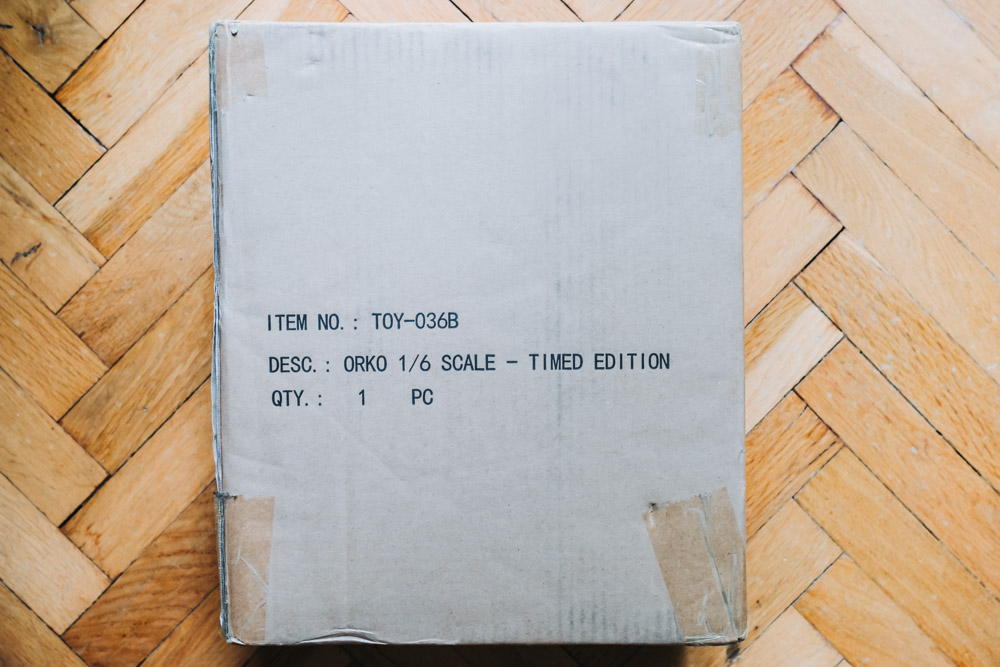 ITEM NO.: TOY-036B
DESC.: ORKO 1/6 SCALE - TIMED EDITION
QTY.: 1 PC